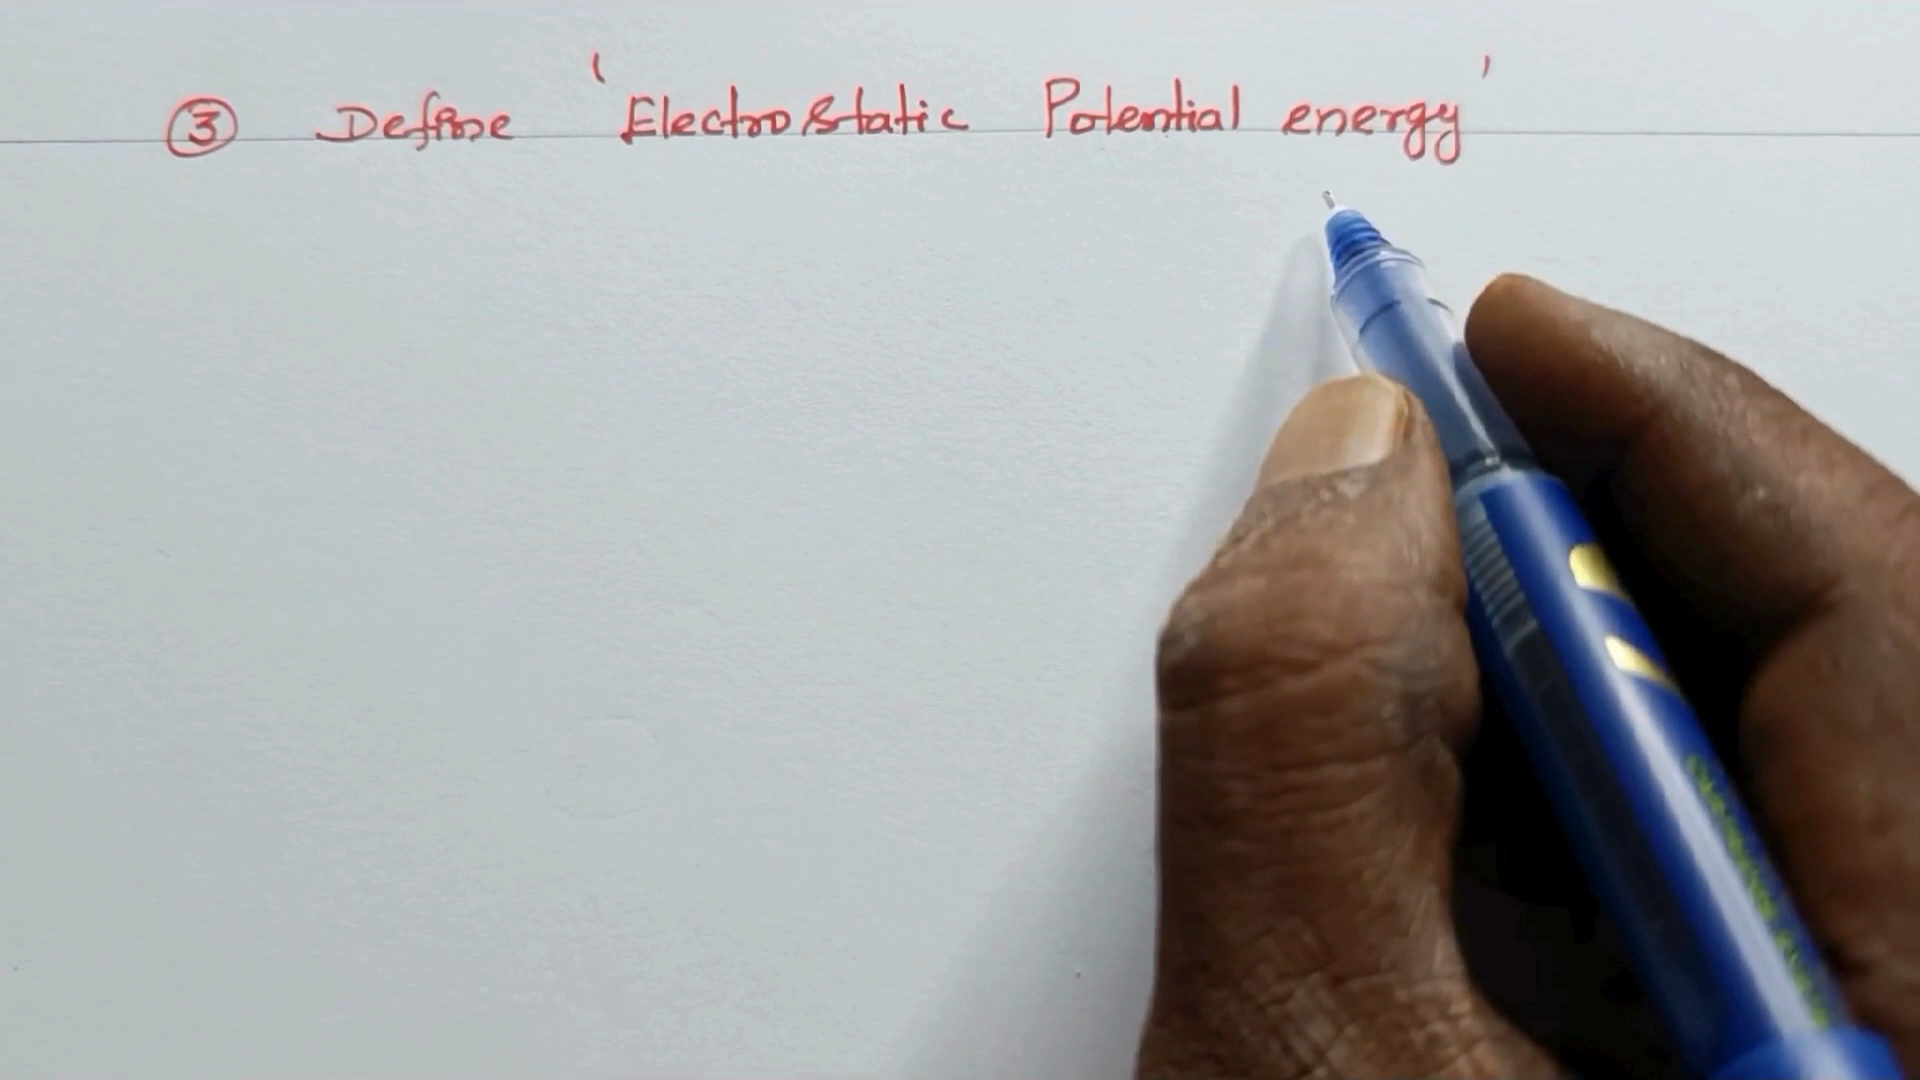 ③ Define 'Electrostatic Potential energy'